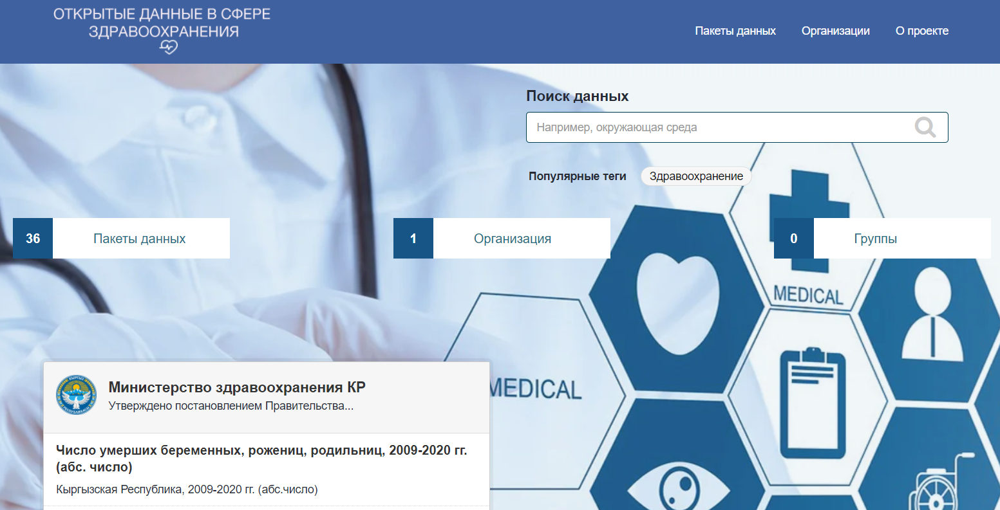 ОТКРЫТЫЕ ДАННЫЕ В СФЕРЕ
ЗДРАВООХРАНЕНИЯ
Пакеты данных
Организации
О проекте
Поиск данных
Например, окружающая среда
Популярные теги
Здравоохранение
36
Пакеты данных
1
Организация
0
Группы
MEDICAL
MEDICAL
Министерство здравоохранения КР
Утверждено постановлением Правительства...
Число умерших беременных, рожениц, родильниц, 2009-2020 гг.
(абс. число)
Кыргызская Республика, 2009-2020 гг. (абс.число)